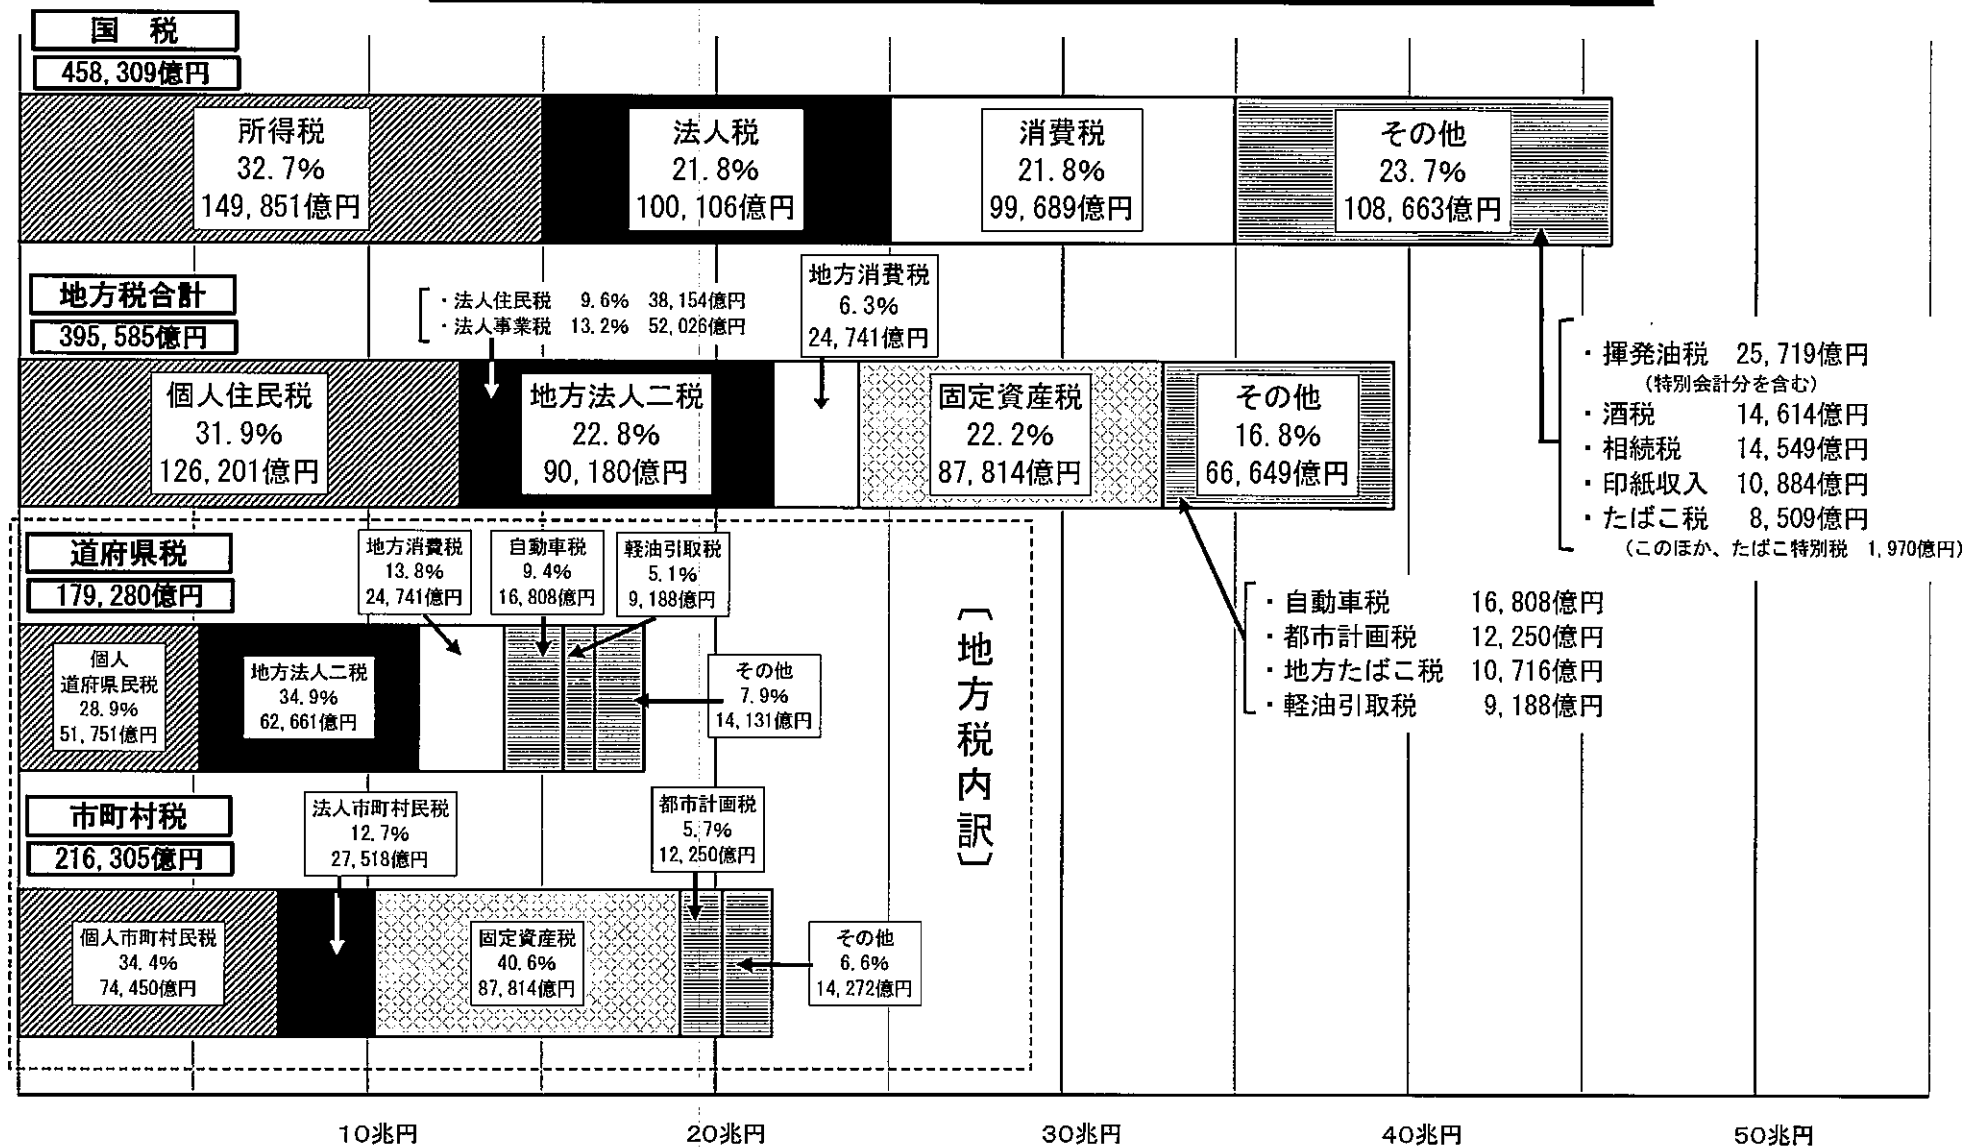 国 税
458,309億円
所得税
32.7%
149,851億円
法人税
21.8%
100,106億円
消費税
21.8%
99,689億円
その他
23.7%
108,663億円
地方税合計
395,585億円
・法人住民税 9.6% 38,154億円
・法人事業税 13.2% 52,026億円
地方消費税
6.3%
24,741億円
個人住民税
31.9%
126,201億円
地方法人二税
22.8%
90,180億円
固定資産税
22.2%
87,814億円
その他
16.8%
66,649億円
・揮発油税 25,719億円
(特別会計分を含む)
・酒税 14,614億円
・相続税 14,549億円
・印紙収入 10,884億円
・たばこ税 8,509億円
(このほか、たばこ特別税 1,970億円)
道府県税
179,280億円
地方消費税
13.8%
24,741億円
自動車税
9.4%
16,808億円
軽油引取税
5.1%
9,188億円
個人
道府県民税
28.9%
51,751億円
地方法人二税
34.9%
62,661億円
その他
7.9%
14,131億円
・自動車税 16,808億円
・都市計画税 12,250億円
・地方たばこ税 10,716億円
・軽油引取税 9,188億円
〔地方税内訳〕
市町村税
216,305億円
法人市町村民税
12.7%
27,518億円
都市計画税
5.7%
12,250億円
個人市町村民税
34.4%
74,450億円
固定資産税
40.6%
87,814億円
その他
6.6%
14,272億円
10兆円 20兆円 30兆円 40兆円 50兆円